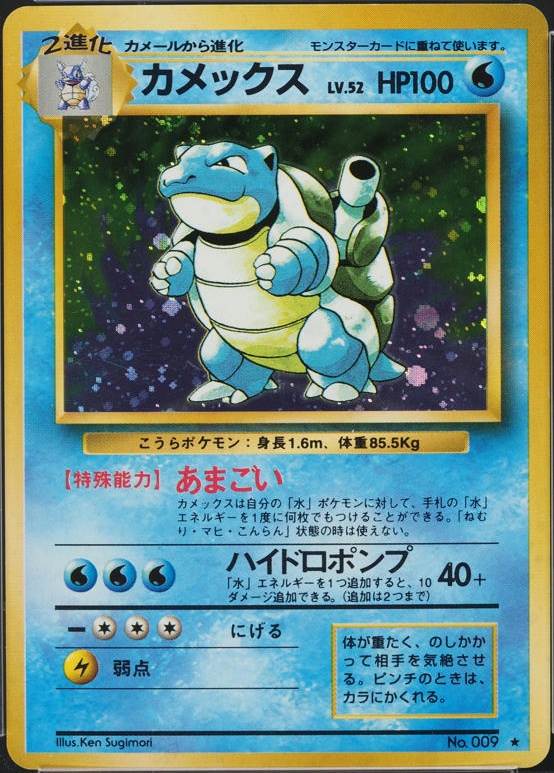 2進化
カメールから進化
モンスターカードに重ねて使います。
カメックス LV.52 HP100
こうらポケモン：身長1.6m、体重85.5Kg
【特殊能力】あまごい
カメックスは自分の「水」ポケモンに対して、手札の「水」
エネルギーを1度に何枚でもつけることができる。「ねむ
り・マヒ・こんらん」状態の時は使えない。
ハイドロポンプ
「水」エネルギーを1つ追加すると、10
ダメージ追加できる。（追加は2つまで）
40+
にげる
弱点
体が重たく、のしかか
って相手を気絶させ
る。ピンチのときは、
カラにかくれる。
Illus.Ken Sugimori
No.009 ★